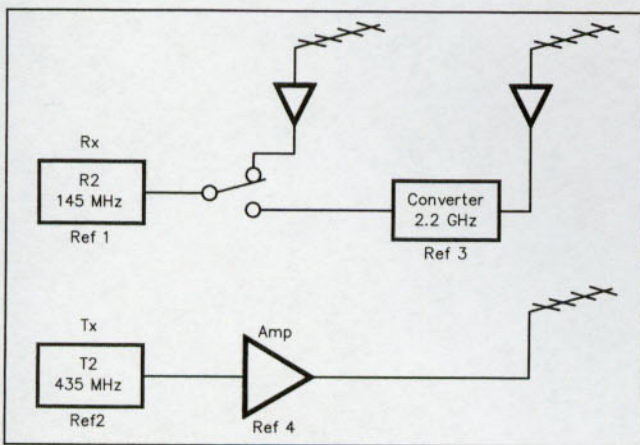 Rx
R2
145 MHz
Ref 1
Converter
2.2 GHz
Ref 3
Tx
T2
435 MHz
Ref2
Amp
Ref 4